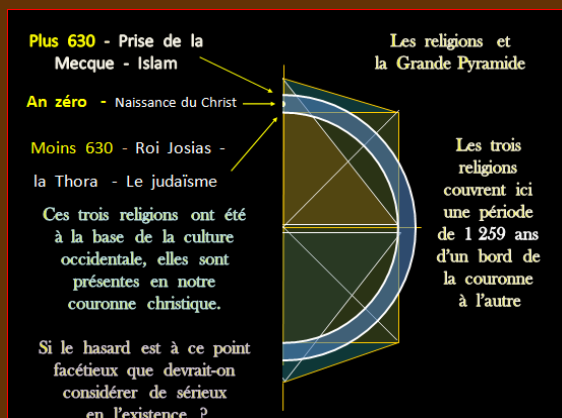 Plus 630 - Prise de la
Mecque - Islam
An zéro - Naissance du Christ
Moins 630 - Roi Josias -
la Thora - Le judaïsme
Ces trois religions ont été
à la base de la culture
occidentale, elles sont
présentes en notre
couronne christique.
Si le hasard est à ce point
facétieux que devrait-on
considérer de sérieux
en l'existence ?
Les religions et
la Grande Pyramide
Les trois
religions
couvrent ici
une période
de 1 259 ans
d'un bord de
la couronne
à l'autre